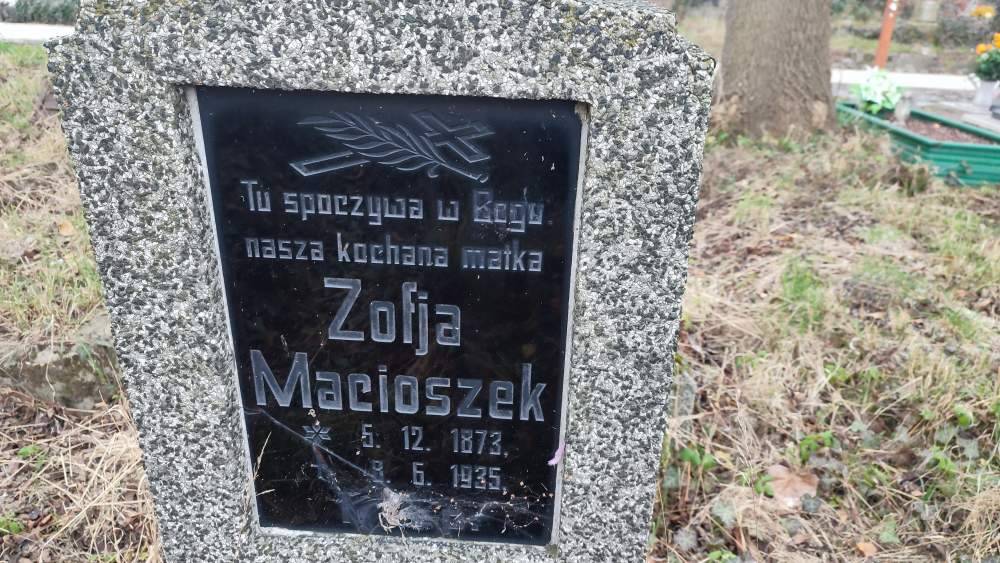 Tu spoczywa w Bogu
nasza kochana matka
Zofja
Macioszek
* 5. 12. 1873.
† 8. 6. 1935.